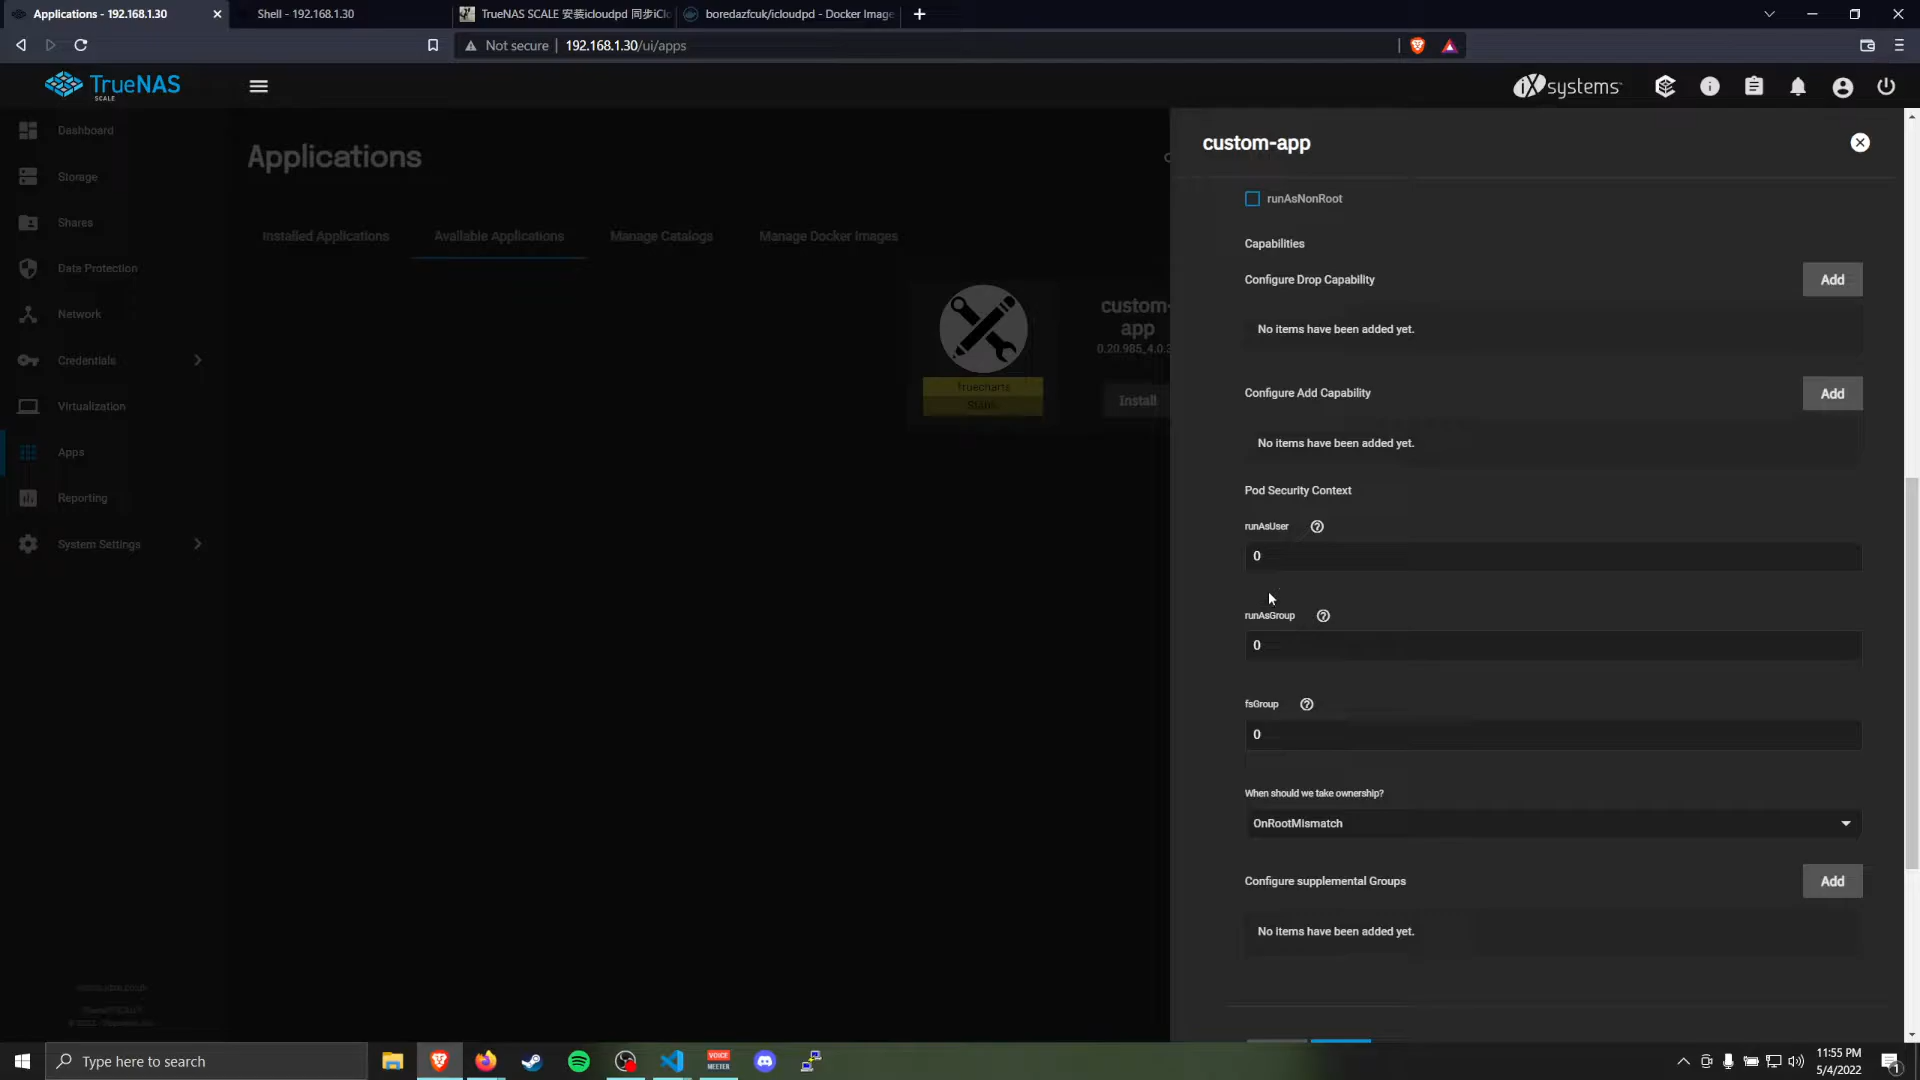 Applications - 192.168.1.30
Shell - 192.168.1.30
TrueNAS SCALE 安装icloudpd 同步iClo
boredazfcuk/icloudpd - Docker Image
Not secure
192.168.1.30/ui/apps
TrueNAS
SCALE
iXsystems
Dashboard
Storage
Shares
Data Protection
Network
Credentials
Virtualization
Apps
Reporting
System Settings
Applications
Installed Applications
Available Applications
Manage Catalogs
Manage Docker Images
Truecharts
custom-
app
Install
custom-app
runAsNonRoot
Capabilities
Configure Drop Capability
Add
No items have been added yet.
Configure Add Capability
Add
No items have been added yet.
Pod Security Context
runAsUser
0
runAsGroup
0
fsGroup
0
When should we take ownership?
OnRootMismatch
Configure supplemental Groups
Add
No items have been added yet.
Type here to search
VOICE
MEETER
11:55 PM
5/4/2022
1